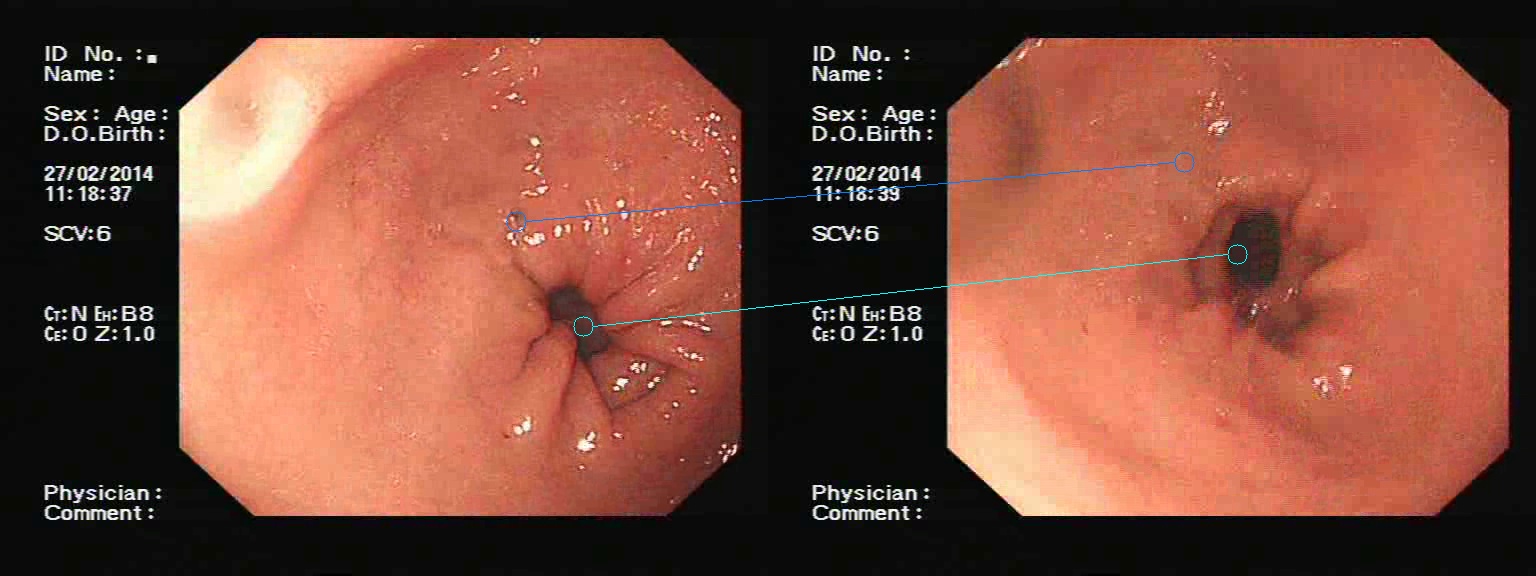 ID No. :
Name:
Sex: Age:
D.O.Birth:
27/02/2014
11:18:37
SCV:6
CT:N EH:B8
CE:0 Z:1.0
Physician:
Comment:
ID No. :
Name:
Sex: Age:
D.O.Birth:
27/02/2014
11:18:39
SCV:6
CT:N EH:B8
CE:0 Z:1.0
Physician:
Comment: